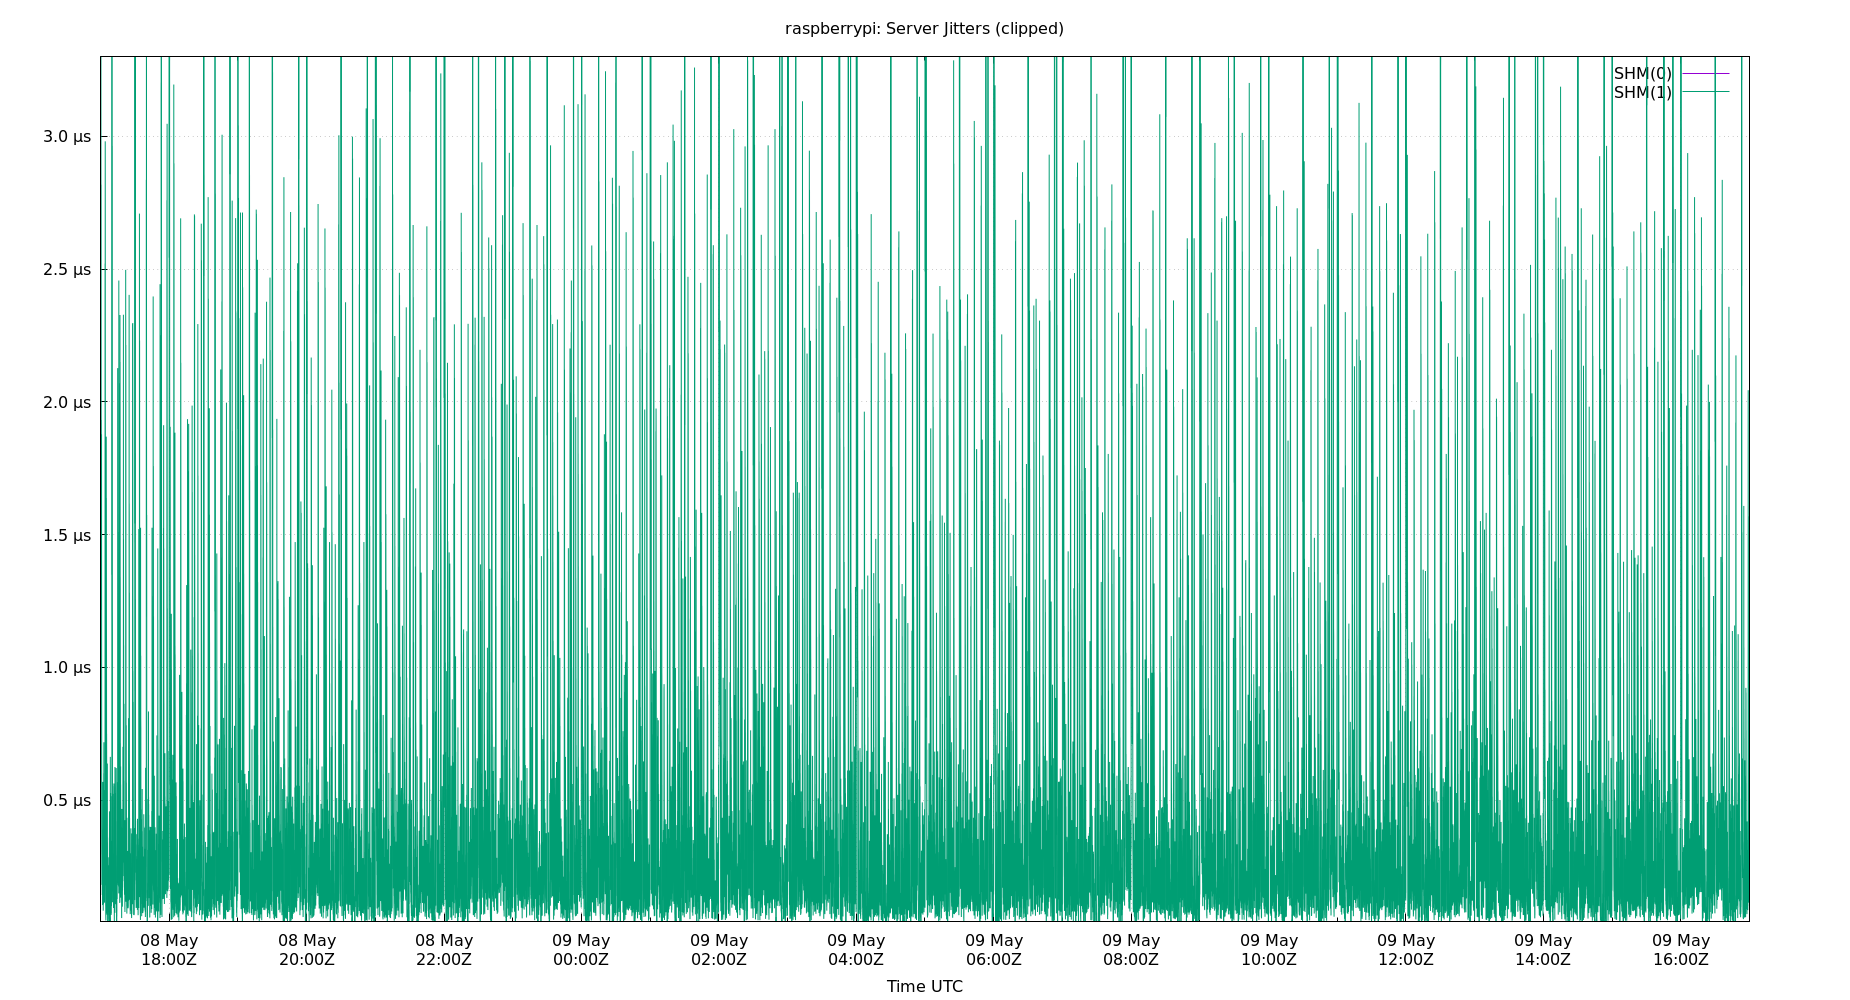 raspberrypi: Server Jitters (clipped)
SHM(0)
SHM(1)
3.0 µs
2.5 µs
2.0 µs
1.5 µs
1.0 µs
0.5 µs
08 May 08 May 08 May 09 May 09 May 09 May 09 May 09 May 09 May 09 May 09 May 09 May
18:00Z 20:00Z 22:00Z 00:00Z 02:00Z 04:00Z 06:00Z 08:00Z 10:00Z 12:00Z 14:00Z 16:00Z
Time UTC